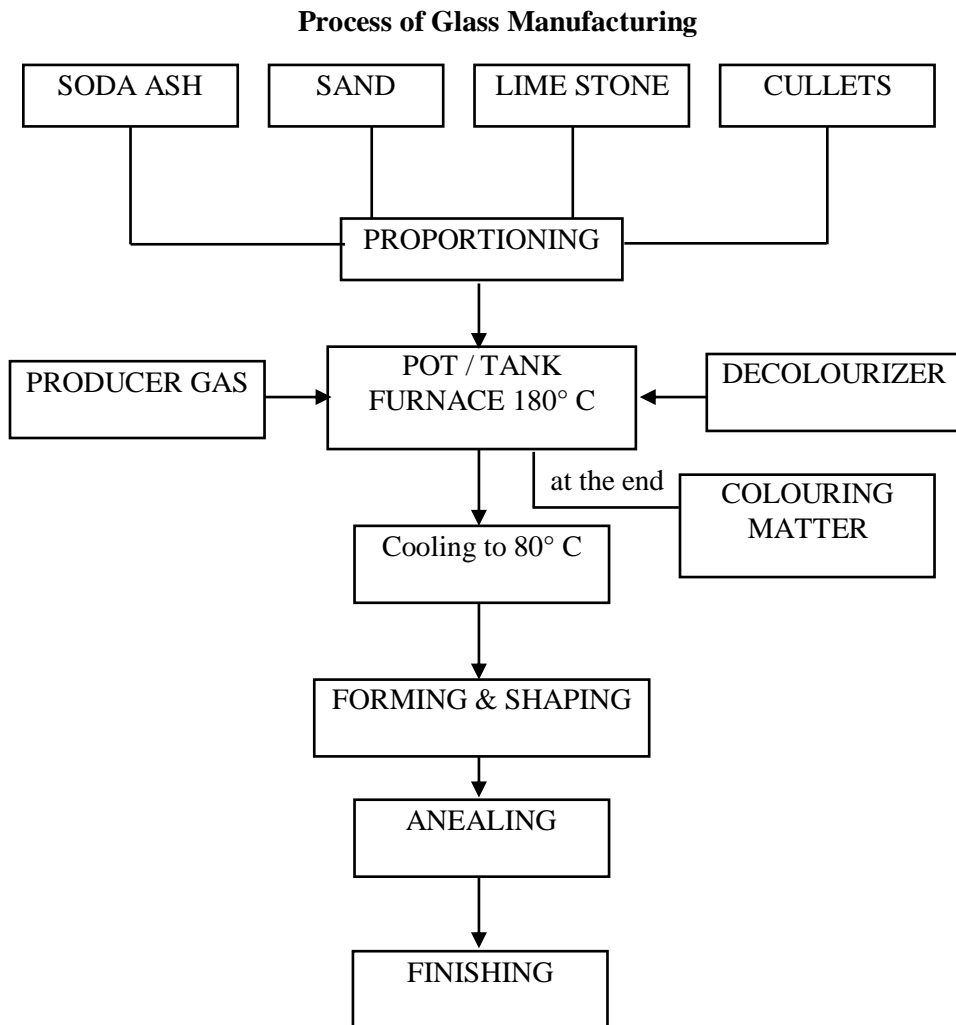 Process of Glass Manufacturing
SODA ASH
SAND
LIME STONE
CULLETS
PROPORTIONING
PRODUCER GAS
POT / TANK
FURNACE 180° C
DECOLOURIZER
at the end
COLOURING
MATTER
Cooling to 80° C
FORMING & SHAPING
ANEALING
FINISHING